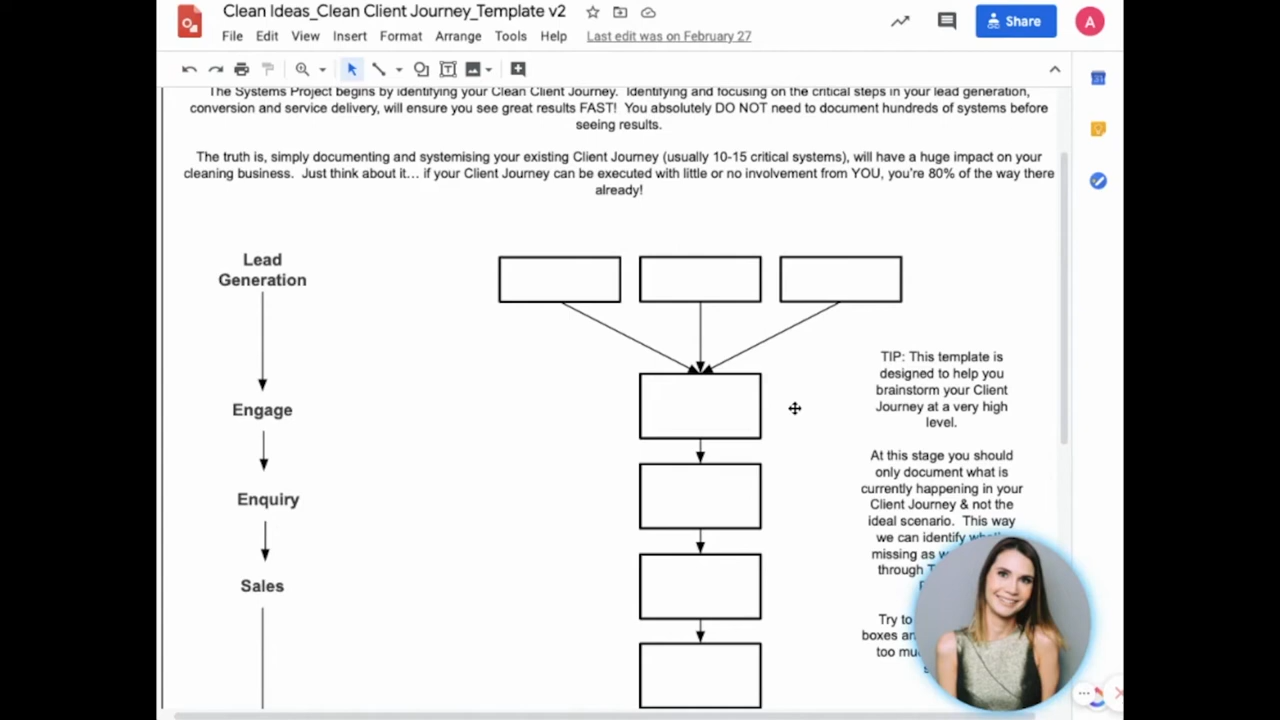 Clean Ideas_Clean Client Journey_Template v2
File Edit View Insert Format Arrange Tools Help Last edit was on February 27
Share
A
The Systems Project begins by identifying your Clean Client Journey. Identifying and focusing on the critical steps in your lead generation,
conversion and service delivery, will ensure you see great results FAST! You absolutely DO NOT need to document hundreds of systems before
seeing results.
The truth is, simply documenting and systemising your existing Client Journey (usually 10-15 critical systems), will have a huge impact on your
cleaning business. Just think about it... if your Client Journey can be executed with little or no involvement from YOU, you're 80% of the way there
already!
Lead
Generation
Engage
Enquiry
Sales
TIP: This template is
designed to help you
brainstorm your Client
Journey at a very high
level.
At this stage you should
only document what is
currently happening in your
Client Journey & not the
ideal scenario. This way
we can identify
missing as
through
Try to
boxes
too